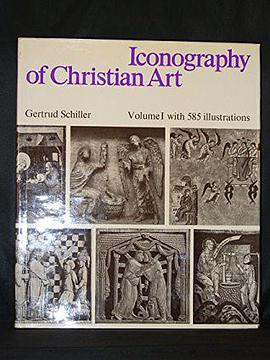 Iconography
of Christian Art
Gertrud Schiller
Volume I with 585 illustrations